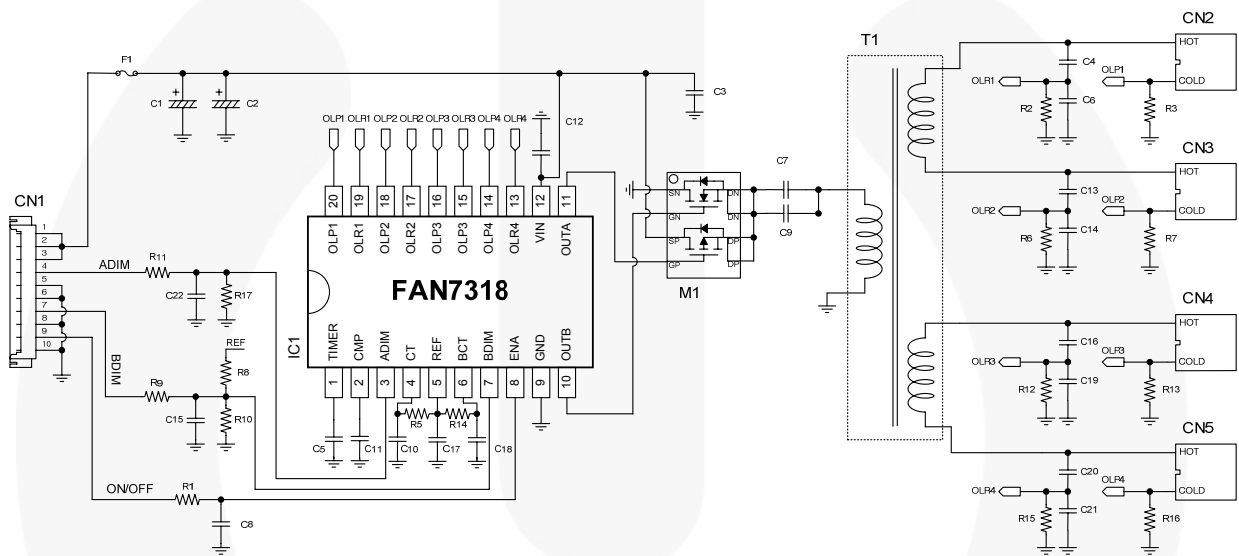 T1
CN2
HOT
COLD
C4
C6
OLR1
OLP1
R2
R3
F1
C1
C2
C3
OLP1 OLR1 OLP2 OLR2 OLP3 OLR3 OLP4 OLR4
C12
20 19 18 17 16 15 14 13 12 11
OLP1 OLR1 OLP2 OLR2 OLP3 OLP3 OLR4 OLR4 VIN OUTA
FAN7318
IC1
TIMER CMP ADIM CT REF BCT BDIM ENA GND OUTB
1 2 3 4 5 6 7 8 9 10
C5
C11
C10
R5
C17
R14
C18
CN1
1
2
3
4
5
6
7
8
9
10
ADIM
R11
C22
R17
BDIM
REF
R8
R9
C15
R10
ON/OFF
R1
C8
SN DN
GN DN
SP DP
GP DP
M1
C7
C9
CN3
HOT
COLD
C13
C14
OLR2
OLP2
R6
R7
CN4
HOT
COLD
C16
C19
OLR3
OLP3
R12
R13
CN5
HOT
COLD
C20
C21
OLR4
OLP4
R15
R16